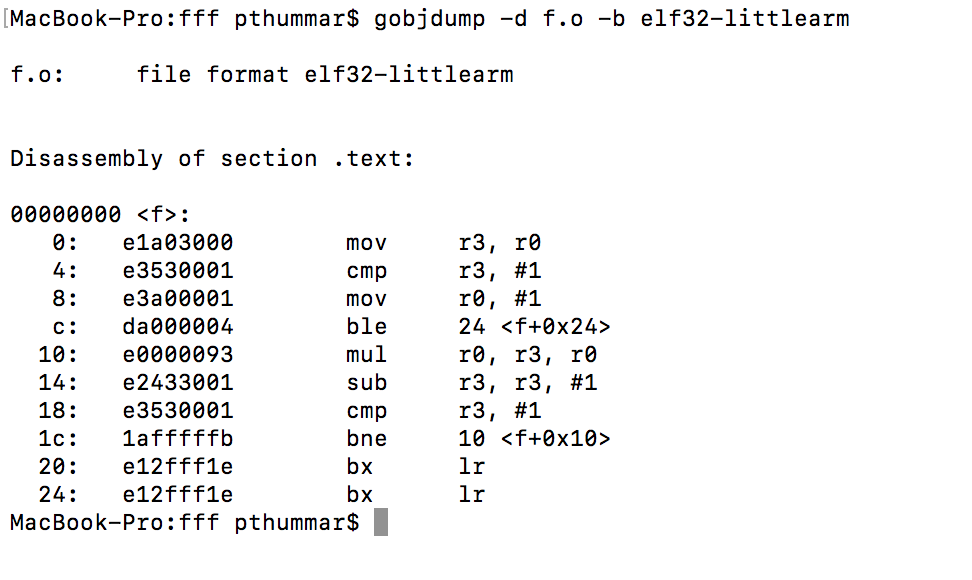 [MacBook-Pro:fff pthummar$ gobjdump -d f.o -b elf32-littlearm
f.o:     file format elf32-littlearm
Disassembly of section .text:
00000000 <f>:
   0:   e1a03000        mov     r3, r0
   4:   e3530001        cmp     r3, #1
   8:   e3a00001        mov     r0, #1
   c:   da000004        ble     24 <f+0x24>
  10:   e0000093        mul     r0, r3, r0
  14:   e2433001        sub     r3, r3, #1
  18:   e3530001        cmp     r3, #1
  1c:   1afffffb        bne     10 <f+0x10>
  20:   e12fff1e        bx      lr
  24:   e12fff1e        bx      lr
MacBook-Pro:fff pthummar$